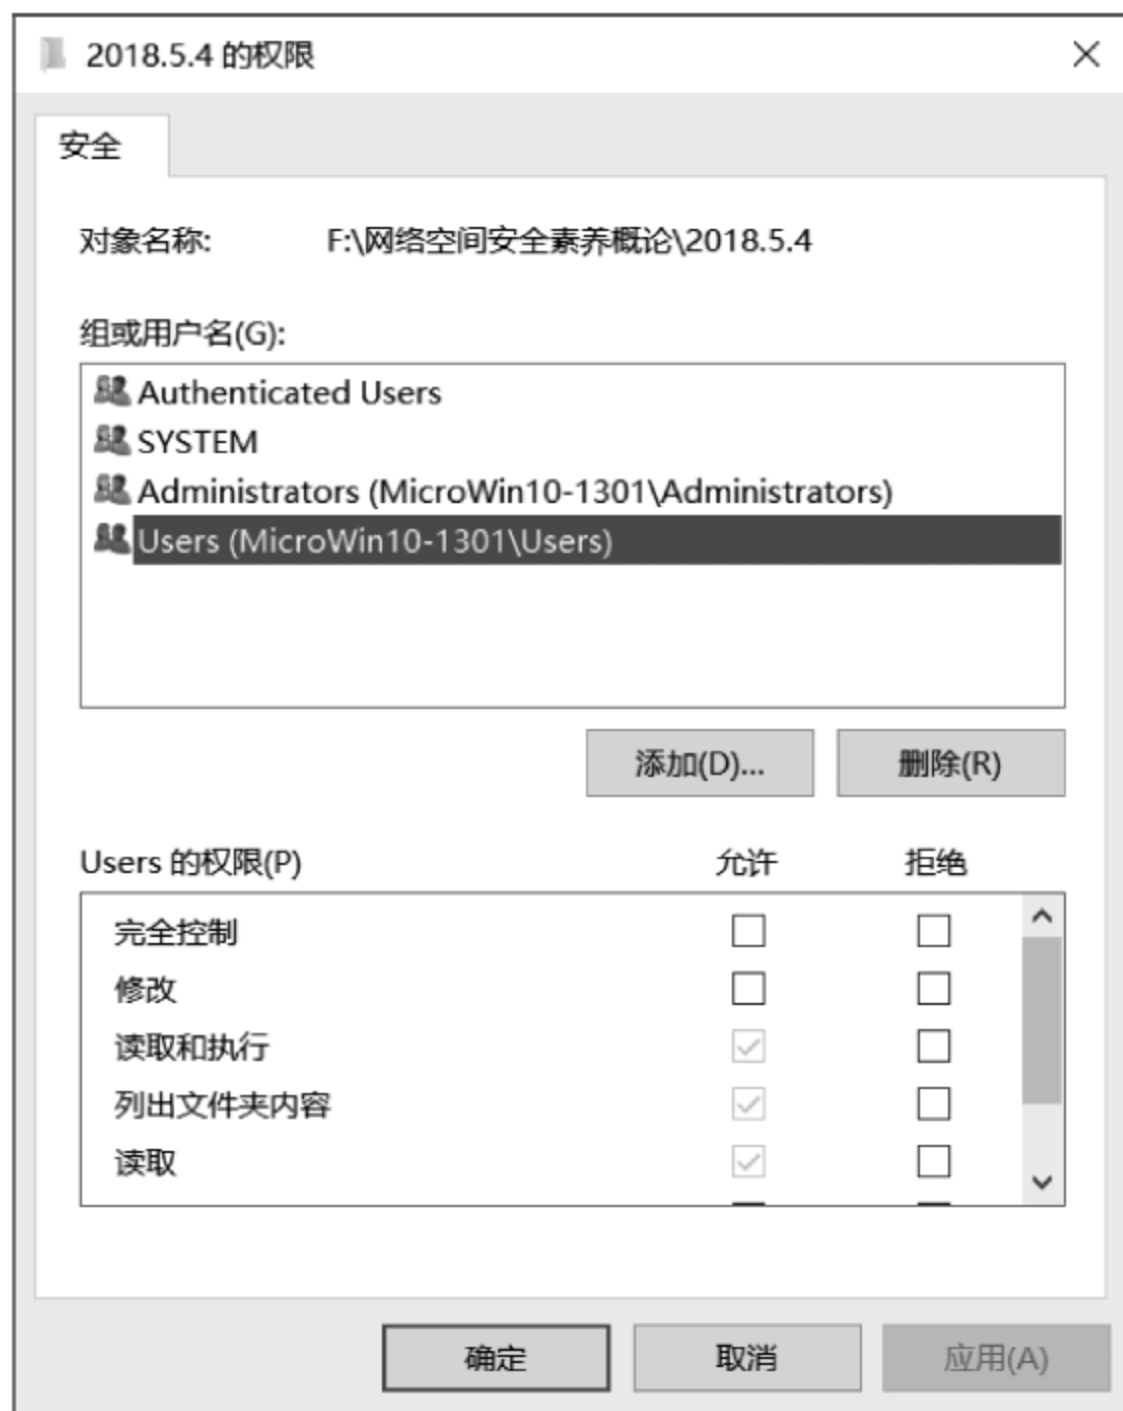 2018.5.4 的权限
安全
对象名称: F:\网络空间安全素养概论\2018.5.4
组或用户名(G):
Authenticated Users
SYSTEM
Administrators (MicroWin10-1301\Administrators)
Users (MicroWin10-1301\Users)
添加(D)... 删除(R)
Users 的权限(P) 允许 拒绝
完全控制
修改
读取和执行
列出文件夹内容
读取
确定 取消 应用(A)